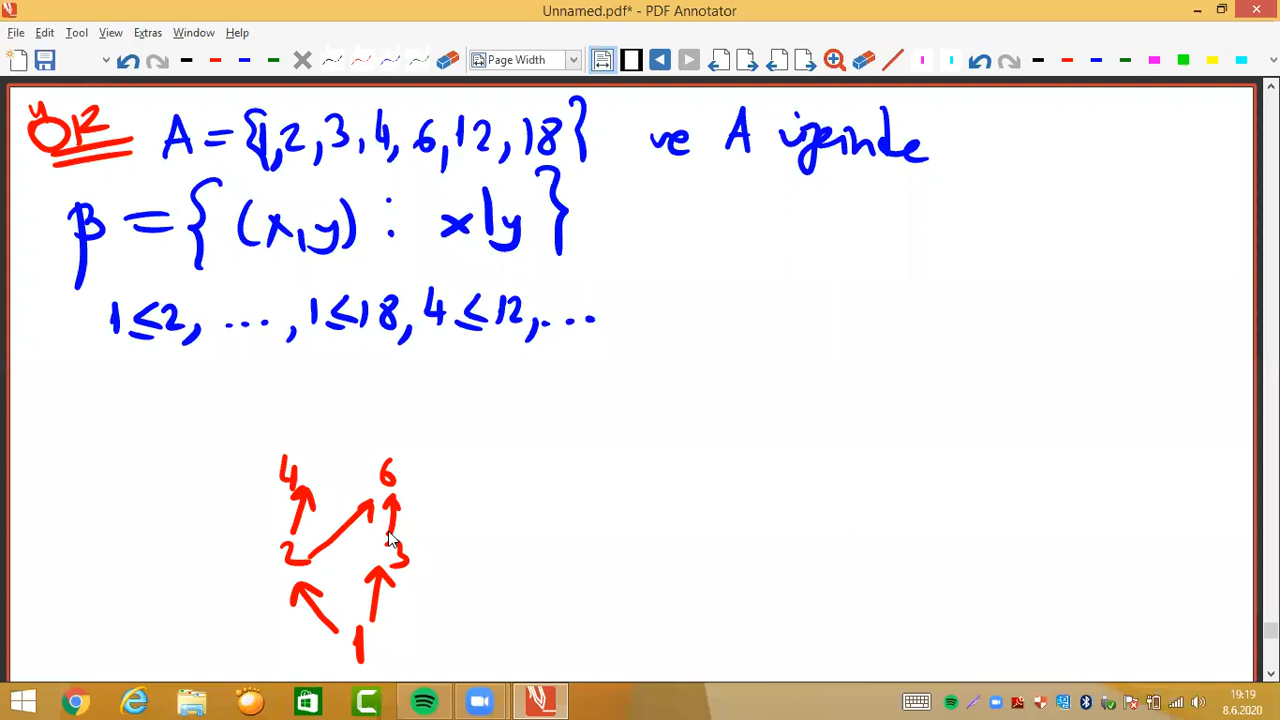 Unnamed.pdf* - PDF Annotator
File Edit Tool View Extras Window Help
Page Width
ÖR A = {1, 2, 3, 4, 6, 12, 18} ve A üzerinde
β = { (x,y) : x|y }
1≤2, ..., 1≤18, 4≤12, ...
4 6
2 3
1
19:19
8.6.2020